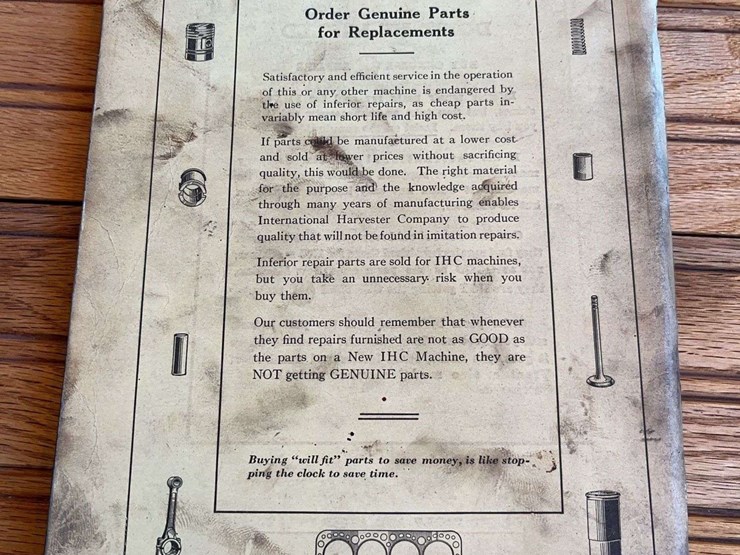 Order Genuine Parts
for Replacements
Satisfactory and efficient service in the operation
of this or any other machine is endangered by
the use of inferior repairs, as cheap parts in-
variably mean short life and high cost.
If parts could be manufactured at a lower cost
and sold at lower prices without sacrificing
quality, this would be done. The right material
for the purpose and the knowledge acquired
through many years of manufacturing enables
International Harvester Company to produce
quality that will not be found in imitation repairs.
Inferior repair parts are sold for IHC machines,
but you take an unnecessary risk when you
buy them.
Our customers should remember that whenever
they find repairs furnished are not as GOOD as
the parts on a New IHC Machine, they are
NOT getting GENUINE parts.
Buying “will fit” parts to save money, is like stop-
ping the clock to save time.